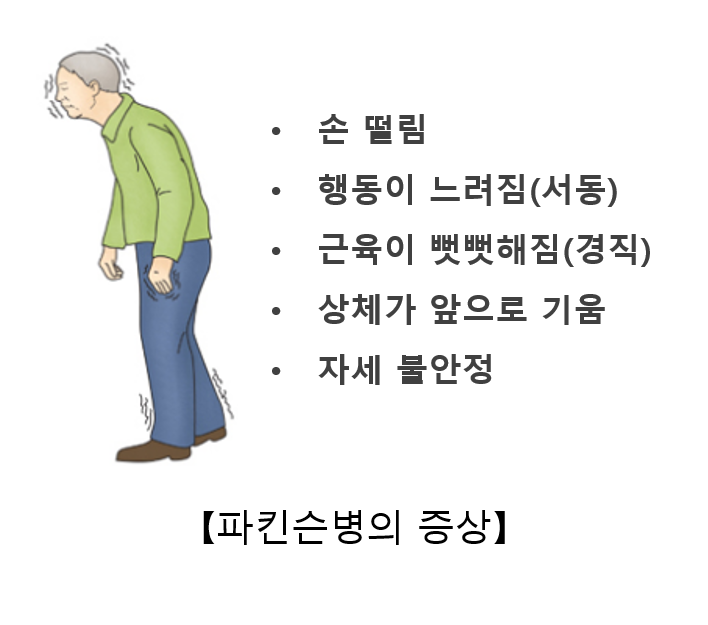 • 손 떨림
• 행동이 느려짐(서동)
• 근육이 뻣뻣해짐(경직)
• 상체가 앞으로 기움
• 자세 불안정
【파킨슨병의 증상】